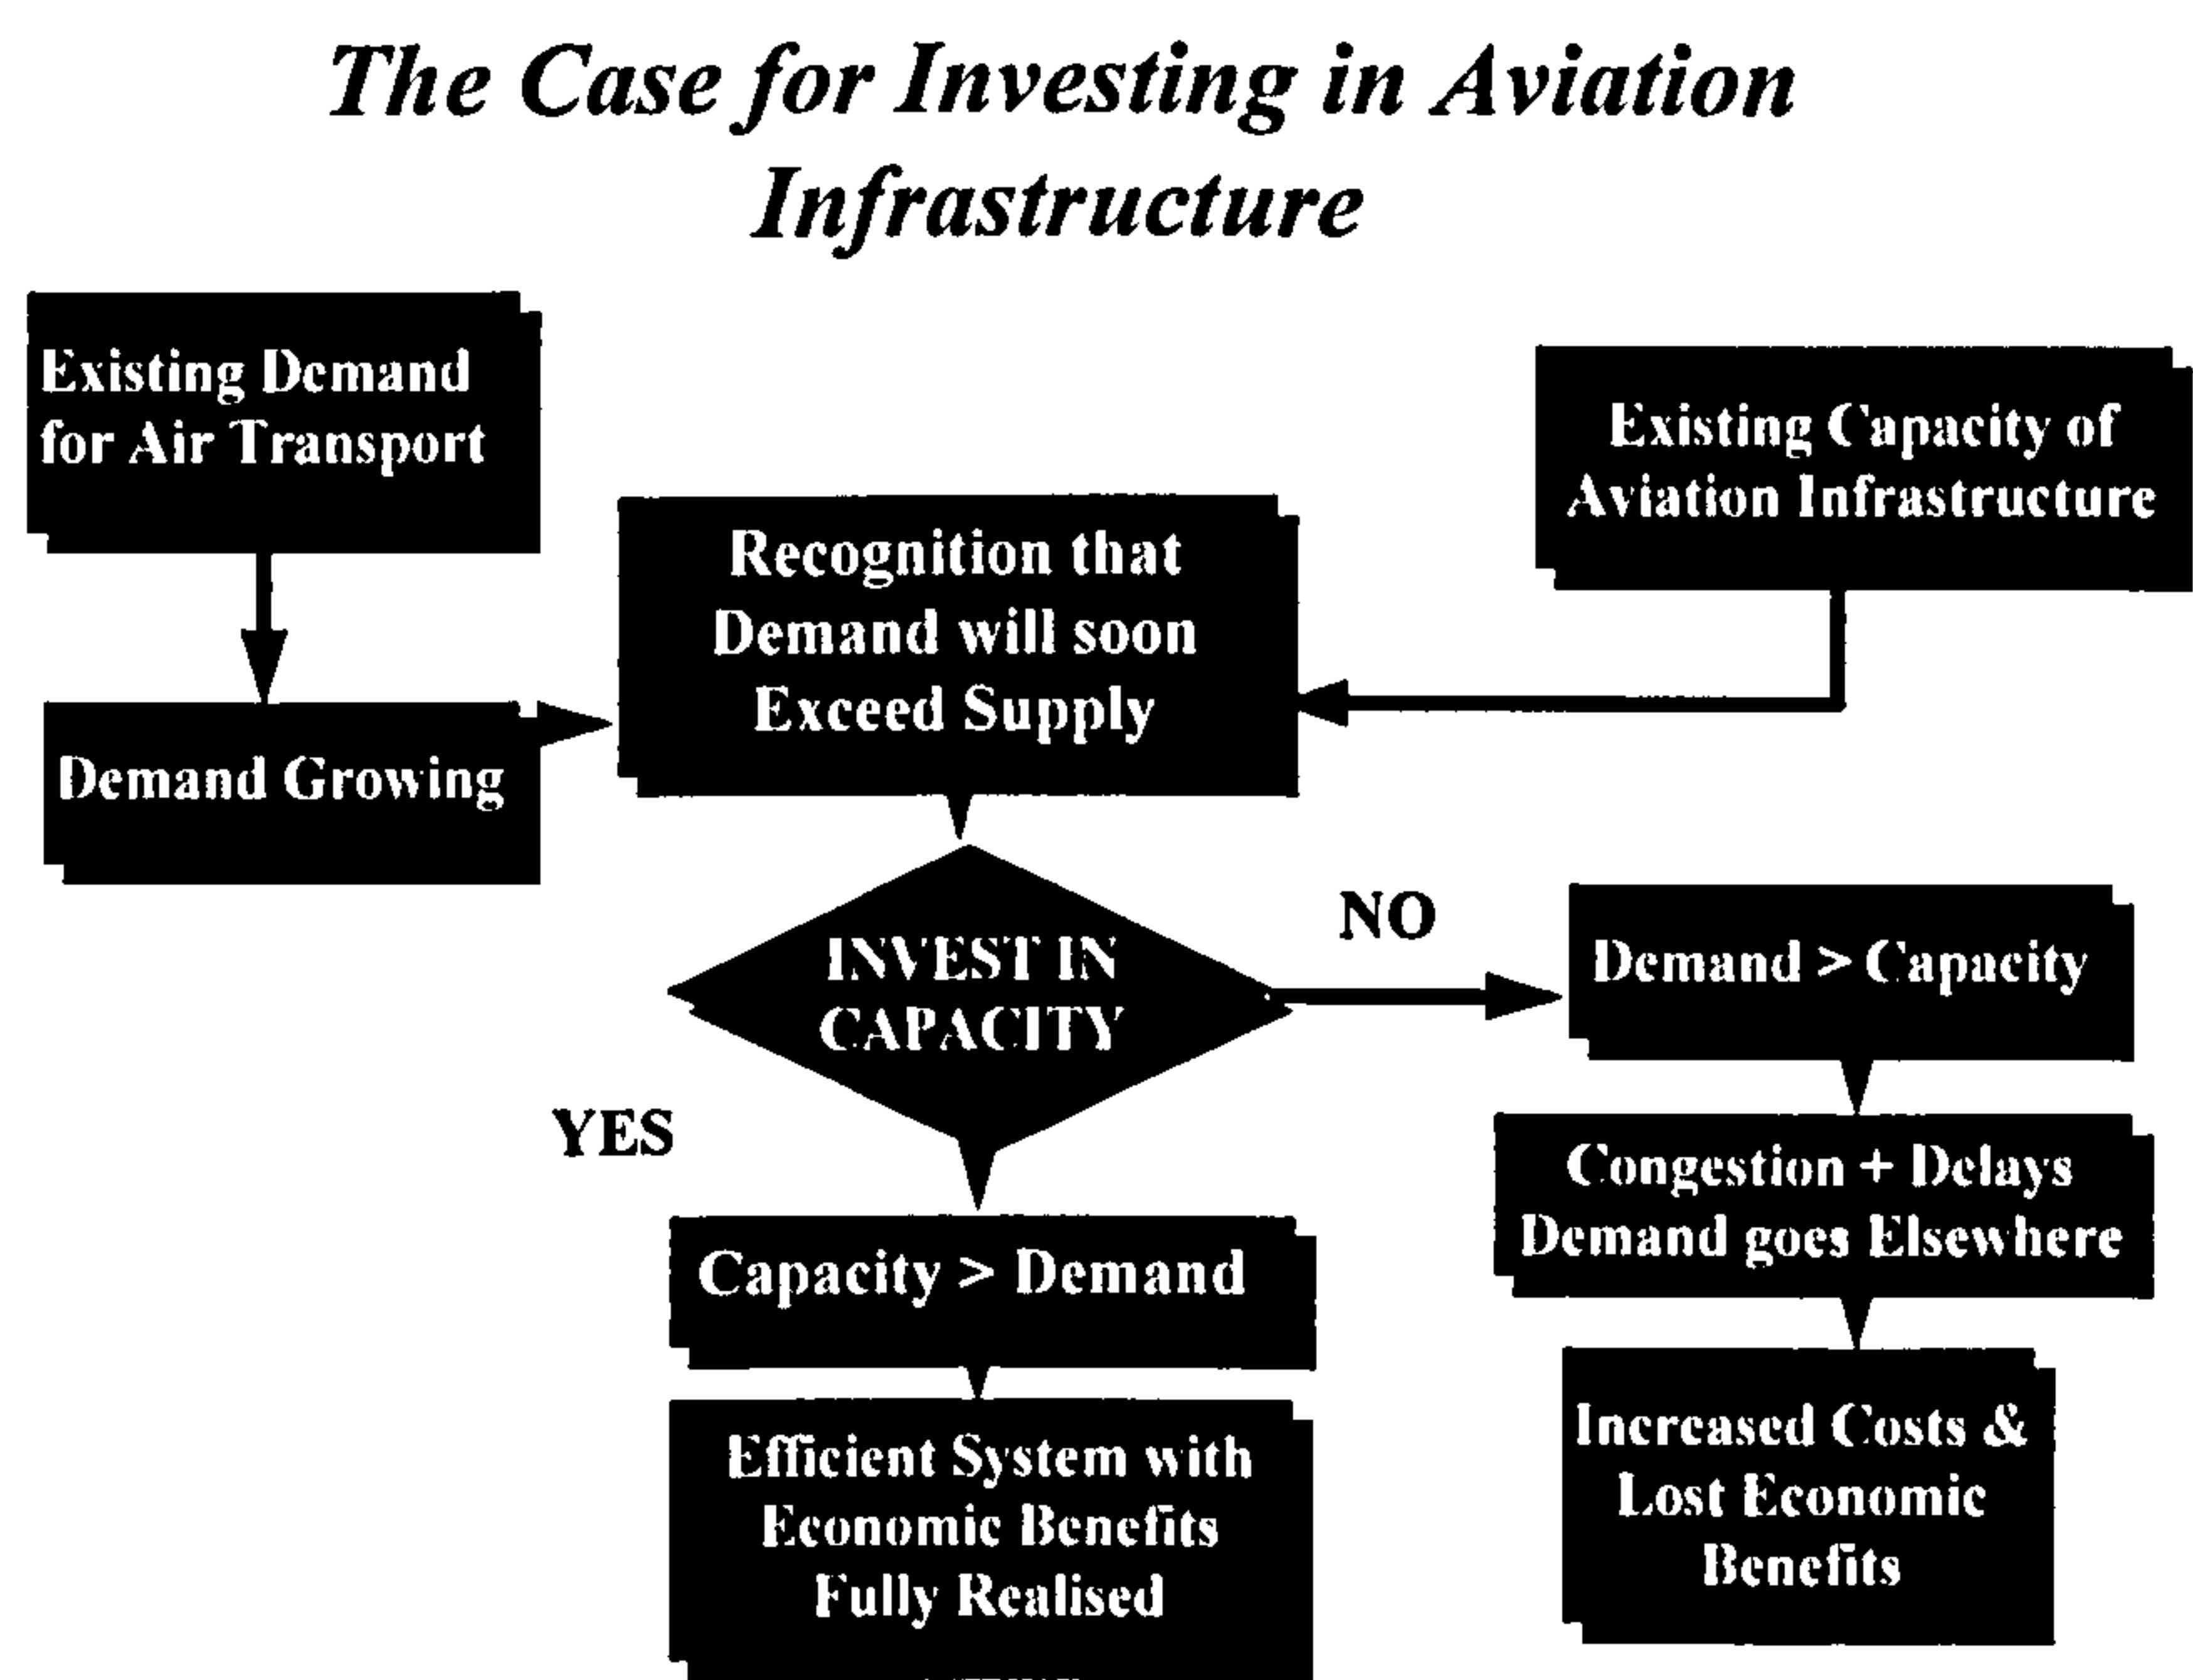 The Case for Investing in Aviation
Infrastructure
Existing Demand
for Air Transport
Existing Capacity of
Aviation Infrastructure
Recognition that
Demand will soon
Exceed Supply
Demand Growing
INVEST IN
CAPACITY
NO
Demand > Capacity
YES
Congestion + Delays
Demand goes Elsewhere
Capacity > Demand
Increased Costs &
Lost Economic
Benefits
Efficient System with
Economic Benefits
Fully Realised